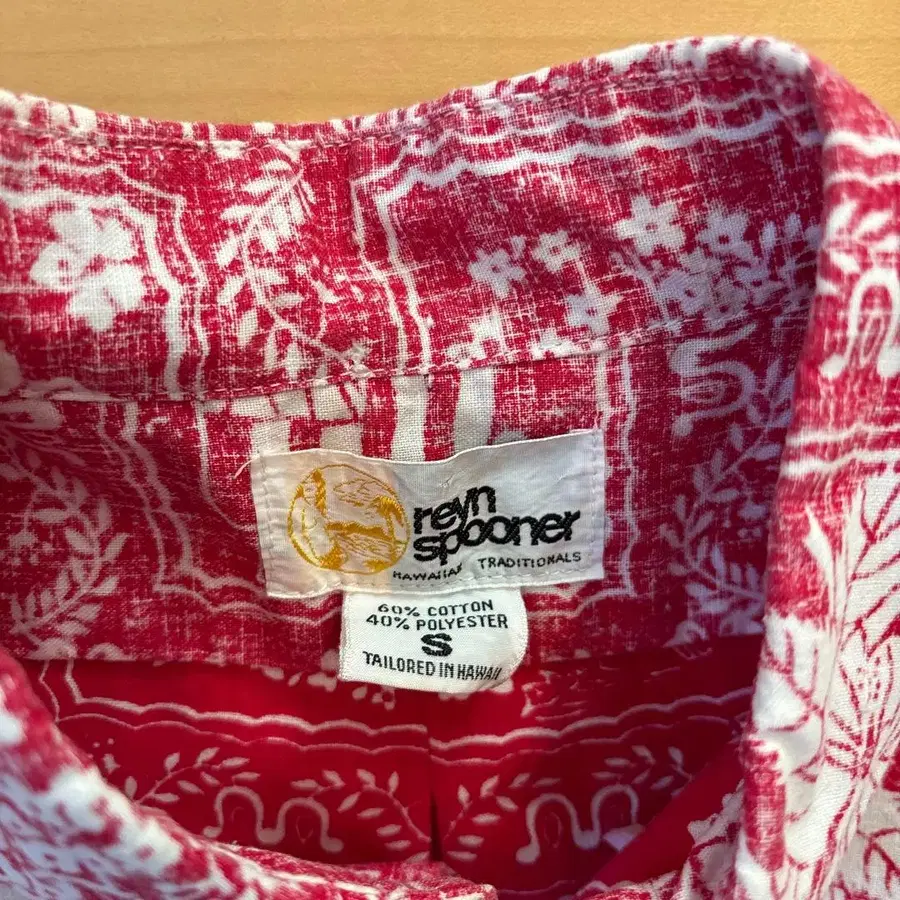 reyn
spooner
HAWAIIAN TRADITIONALS
60% COTTON
40% POLYESTER
S
TAILORED IN HAWAII